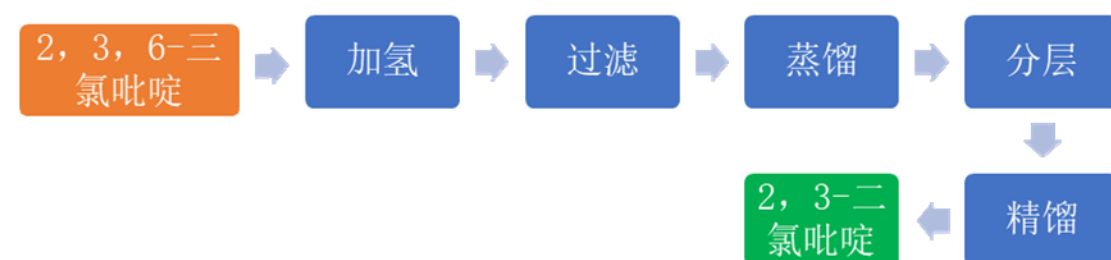 2，3，6-三
氯吡啶
加氢
过滤
蒸馏
分层
精馏
2，3-二
氯吡啶